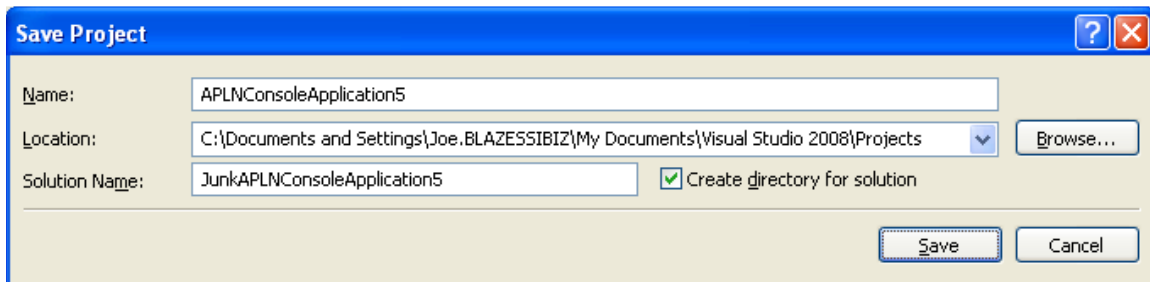 Save Project
Name: APLNConsoleApplication5
Location: C:\Documents and Settings\Joe.BLAZESSIBIZ\My Documents\Visual Studio 2008\Projects Browse...
Solution Name: JunkAPLNConsoleApplication5 Create directory for solution
Save Cancel